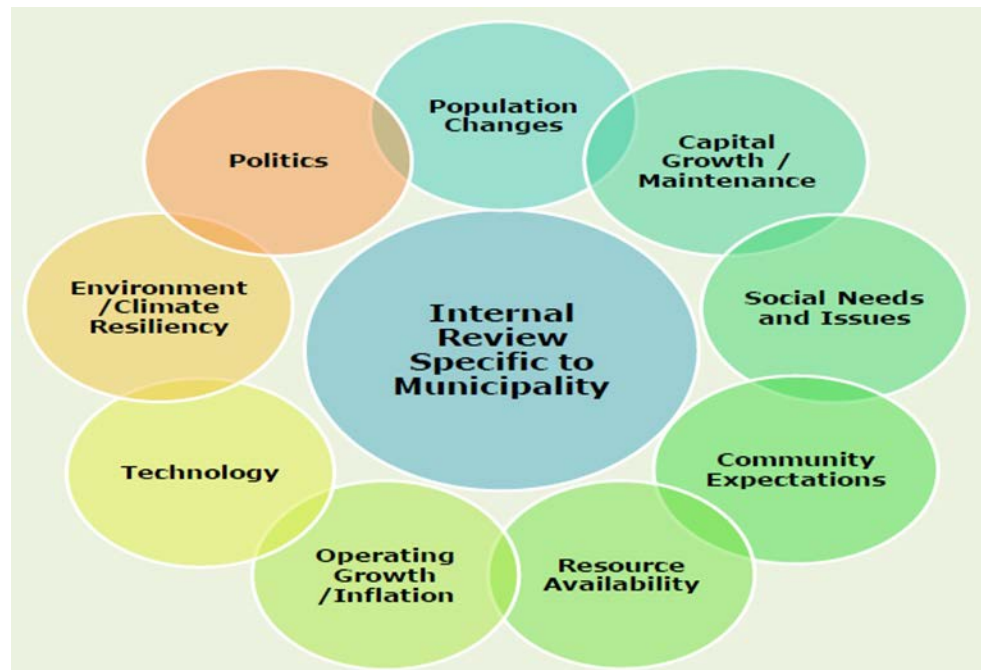 Population
Changes
Capital
Growth /
Maintenance
Social Needs
and Issues
Community
Expectations
Resource
Availability
Operating
Growth
/Inflation
Technology
Environment
/Climate
Resiliency
Politics
Internal
Review
Specific to
Municipality